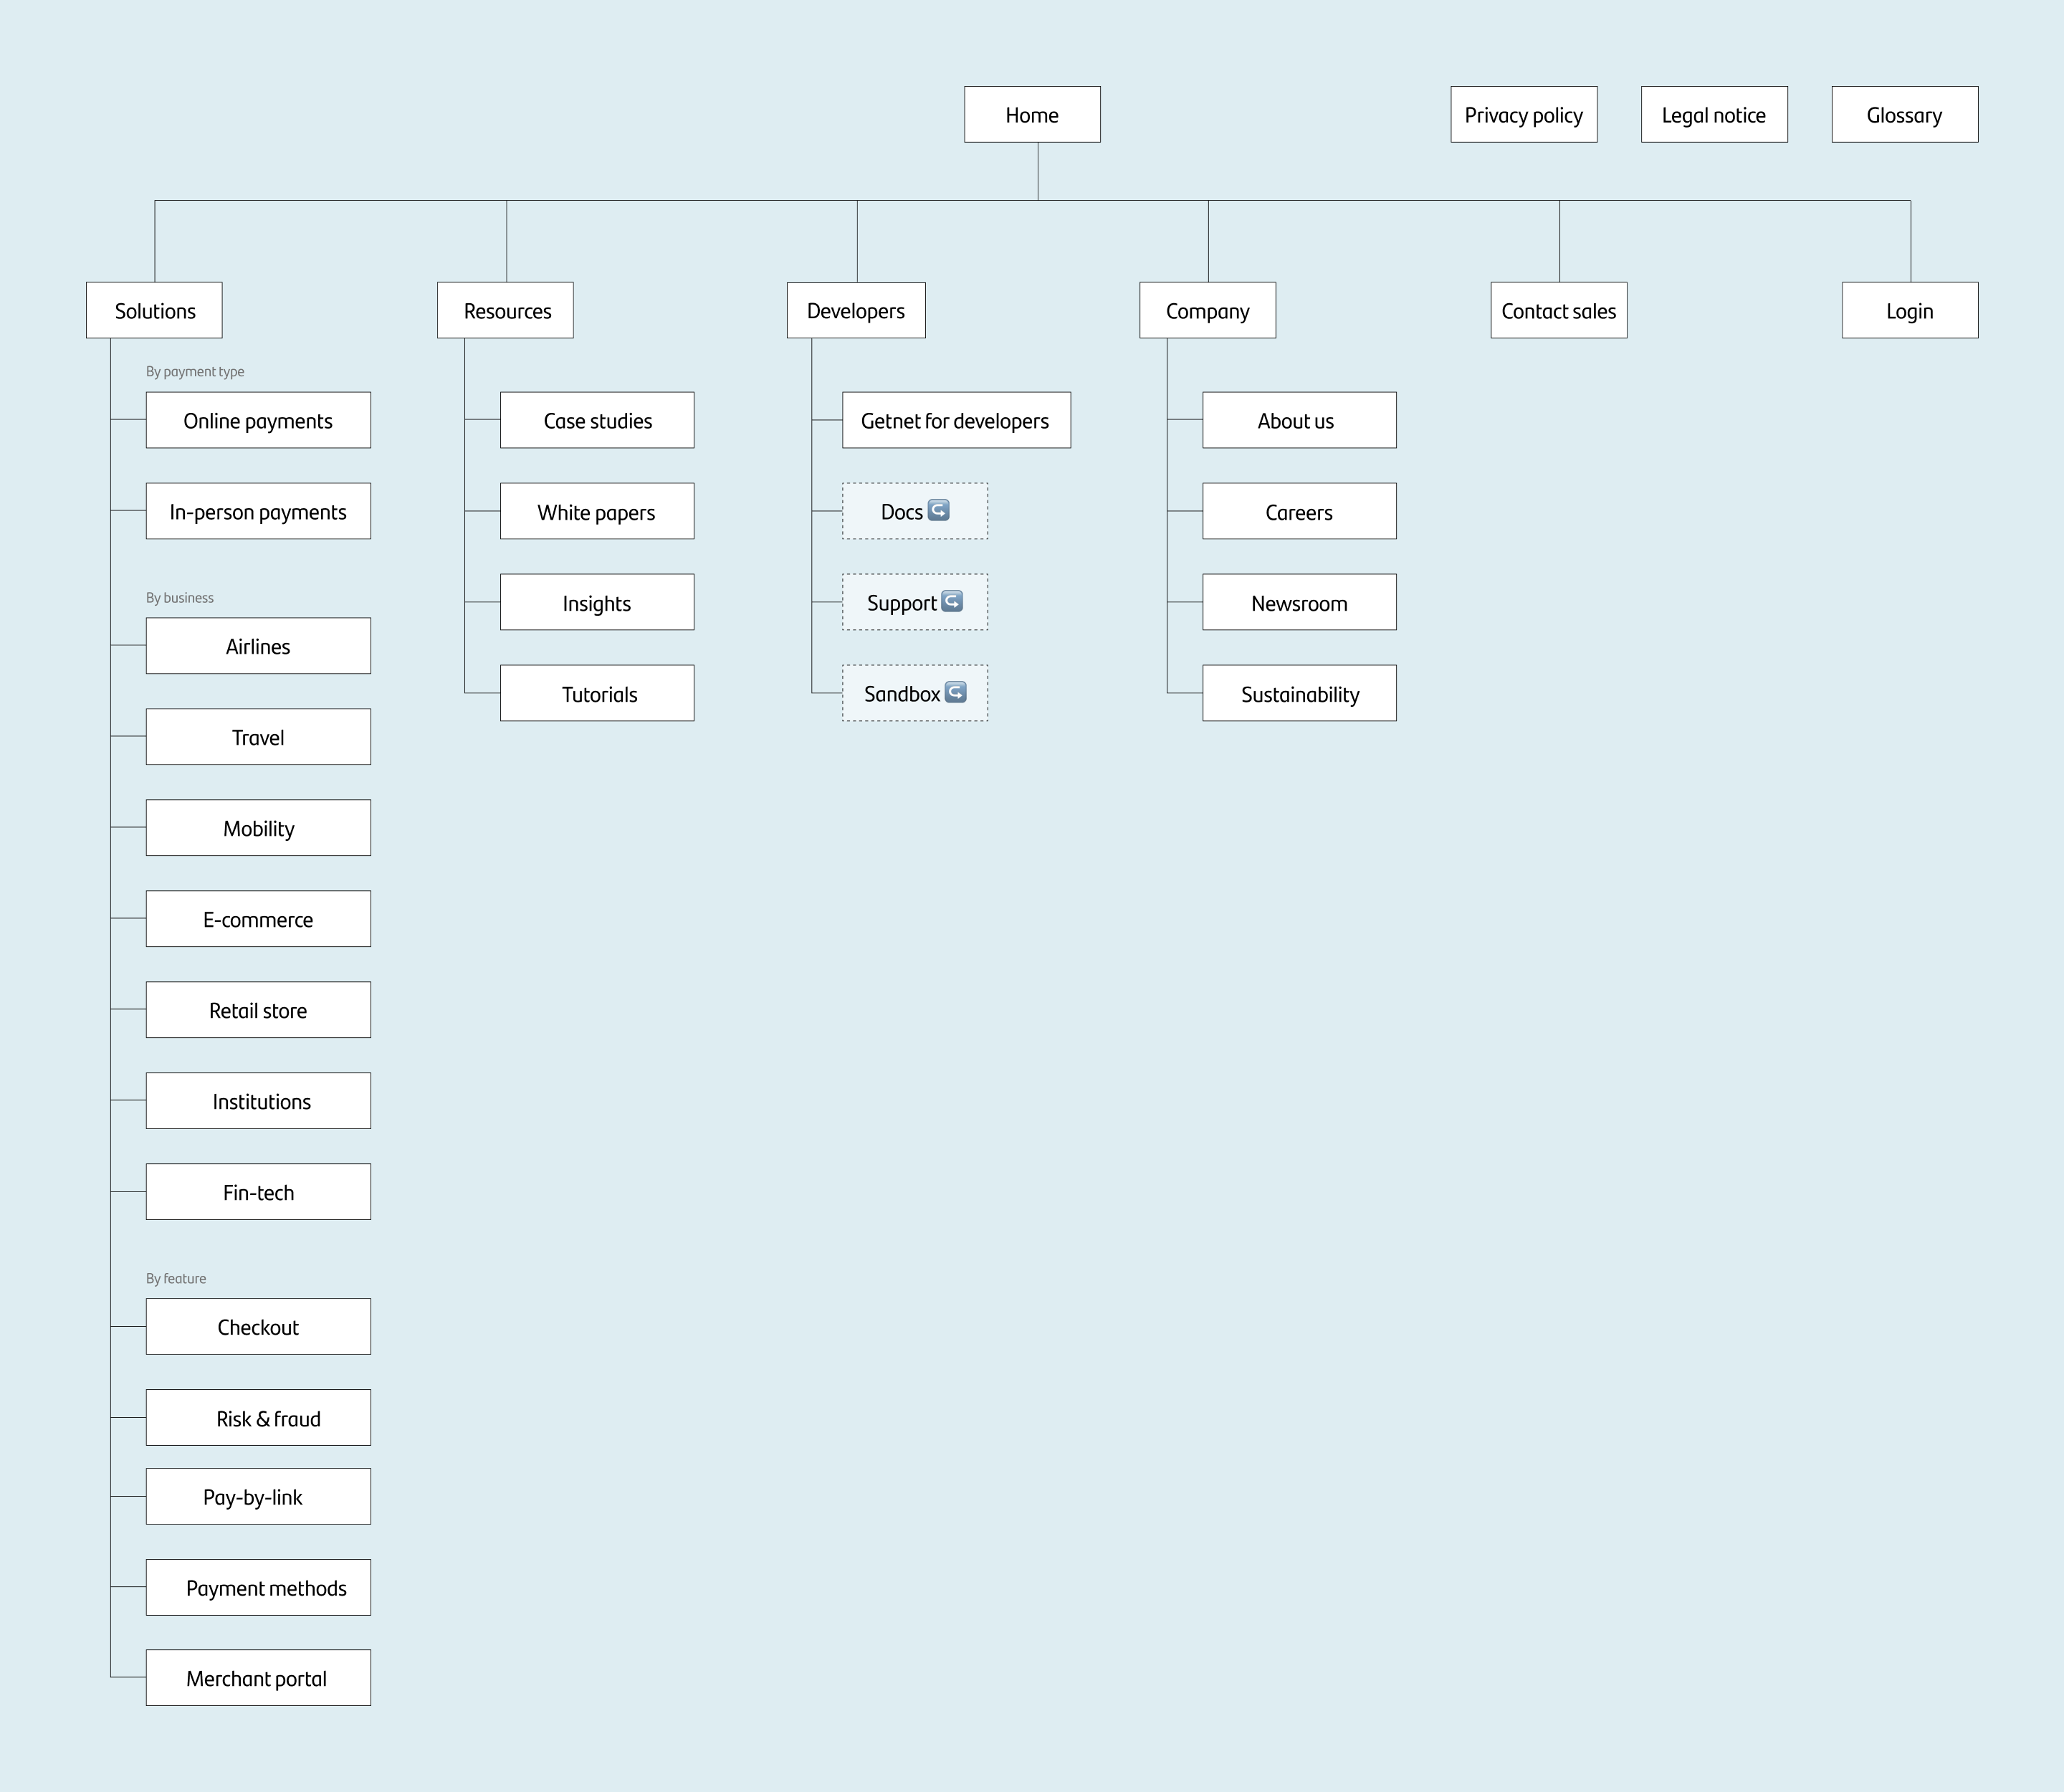 Home
Privacy policy
Legal notice
Glossary
Solutions
Resources
Developers
Company
Contact sales
Login
By payment type
Online payments
In-person payments
By business
Airlines
Travel
Mobility
E-commerce
Retail store
Institutions
Fin-tech
By feature
Checkout
Risk & fraud
Pay-by-link
Payment methods
Merchant portal
Case studies
White papers
Insights
Tutorials
Getnet for developers
Docs
Support
Sandbox
About us
Careers
Newsroom
Sustainability